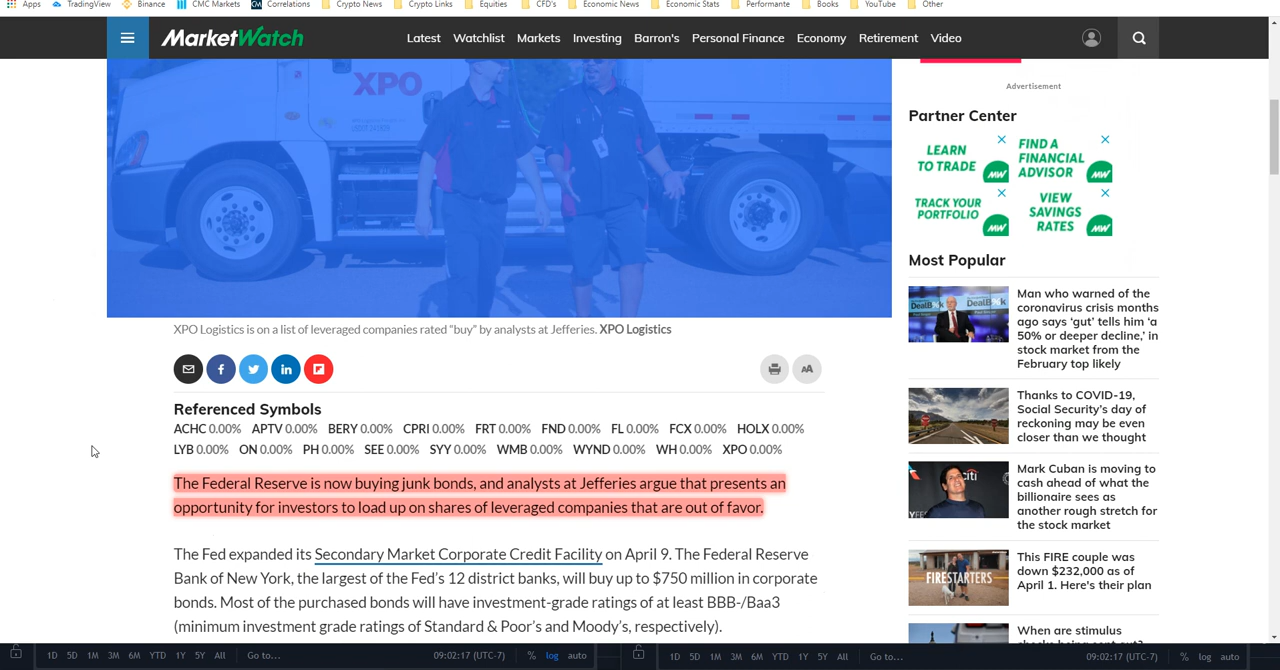 Apps TradingView Binance CMC Markets Correlations Crypto News Crypto Links Equities CFD's Economic News Economic Stats Performante Books YouTube Other
MarketWatch Latest Watchlist Markets Investing Barron's Personal Finance Economy Retirement Video
XPO
Advertisement
Partner Center
LEARN
TO TRADE
MW
FIND A
FINANCIAL
ADVISOR
MW
TRACK YOUR
PORTFOLIO
MW
VIEW
SAVINGS
RATES
MW
Most Popular
Man who warned of the
coronavirus crisis months
ago says ‘gut’ tells him ‘a
50% or deeper decline,’ in
stock market from the
February top likely
Thanks to COVID-19,
Social Security’s day of
reckoning may be even
closer than we thought
Mark Cuban is moving to
cash ahead of what the
billionaire sees as
another rough stretch for
the stock market
FIRESTARTERS
This FIRE couple was
down $232,000 as of
April 1. Here's their plan
When are stimulus
XPO Logistics is on a list of leveraged companies rated “buy” by analysts at Jefferies. XPO Logistics
Referenced Symbols
ACHC 0.00% APTV 0.00% BERY 0.00% CPRI 0.00% FRT 0.00% FND 0.00% FL 0.00% FCX 0.00% HOLX 0.00%
LYB 0.00% ON 0.00% PH 0.00% SEE 0.00% SYY 0.00% WMB 0.00% WYND 0.00% WH 0.00% XPO 0.00%
The Federal Reserve is now buying junk bonds, and analysts at Jefferies argue that presents an
opportunity for investors to load up on shares of leveraged companies that are out of favor.
The Fed expanded its Secondary Market Corporate Credit Facility on April 9. The Federal Reserve
Bank of New York, the largest of the Fed’s 12 district banks, will buy up to $750 million in corporate
bonds. Most of the purchased bonds will have investment-grade ratings of at least BBB-/Baa3
(minimum investment grade ratings of Standard & Poor’s and Moody’s, respectively).
1D 5D 1M 3M 6M YTD 1Y 5Y All Go to... 09:02:17 (UTC-7) % log auto
1D 5D 1M 3M 6M YTD 1Y 5Y All Go to... 09:02:17 (UTC-7) % log auto